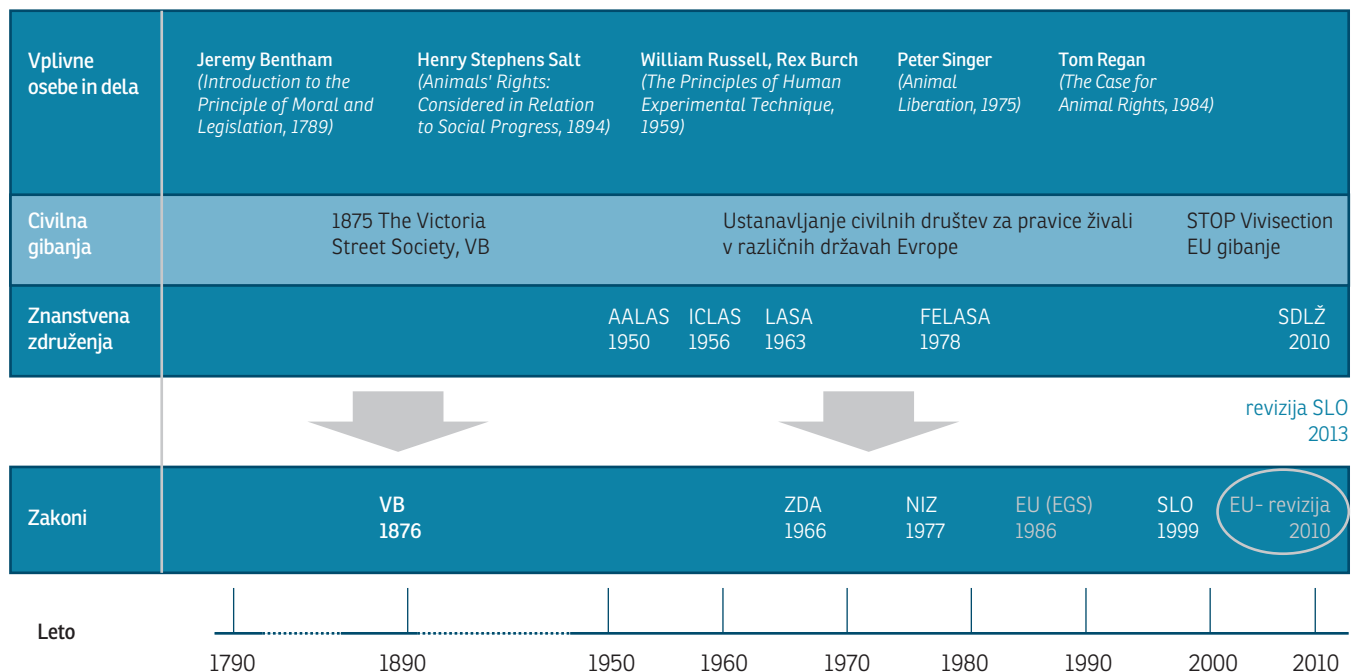 Vplivne
osebe in dela
Jeremy Bentham
(Introduction to the
Principle of Moral and
Legislation, 1789)
Henry Stephens Salt
(Animals' Rights:
Considered in Relation
to Social Progress, 1894)
William Russell, Rex Burch
(The Principles of Human
Experimental Technique,
1959)
Peter Singer
(Animal
Liberation, 1975)
Tom Regan
(The Case for
Animal Rights, 1984)
Civilna
gibanja
1875 The Victoria
Street Society, VB
Ustanavljanje civilnih društev za pravice živali
v različnih državah Evrope
STOP Vivisection
EU gibanje
Znanstvena
združenja
AALAS
1950
ICLAS
1956
LASA
1963
FELASA
1978
SDLŽ
2010
revizija SLO
2013
Zakoni
VB
1876
ZDA
1966
NIZ
1977
EU (EGS)
1986
SLO
1999
EU- revizija
2010
Leto
1790
1890
1950
1960
1970
1980
1990
2000
2010